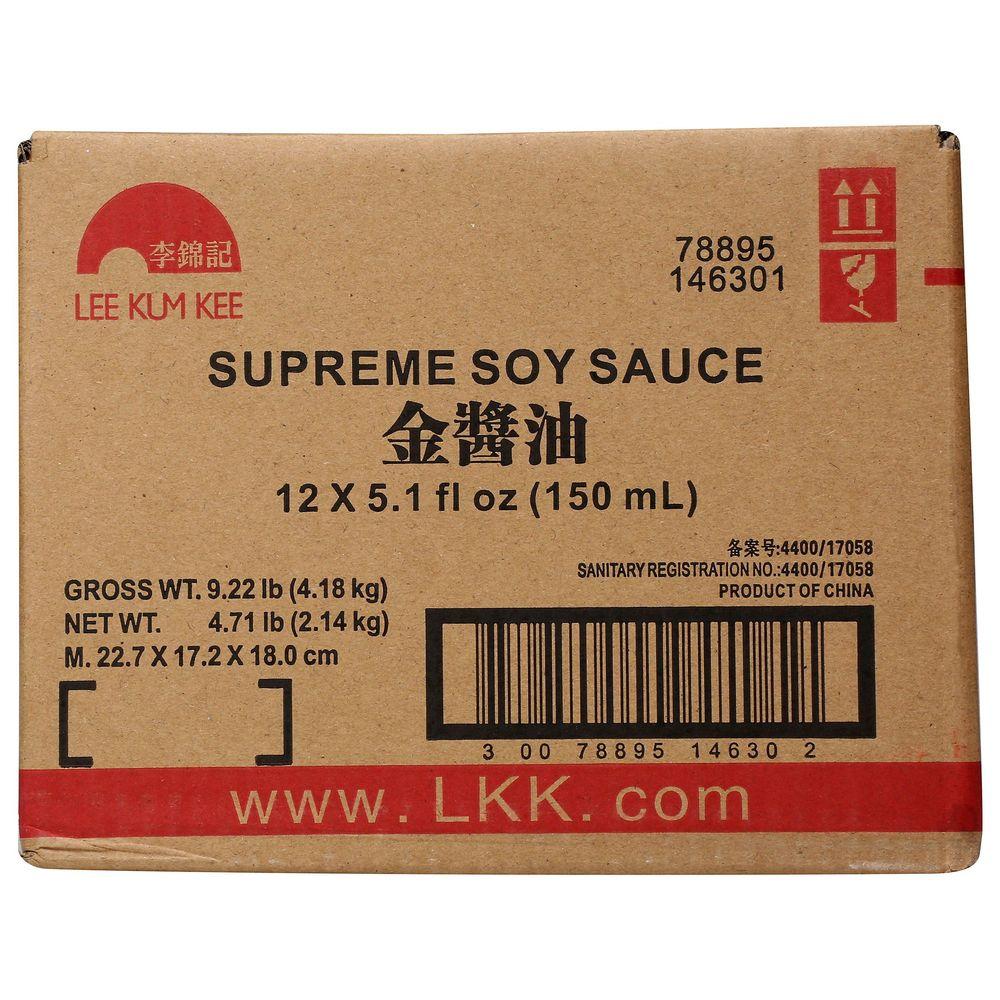 李錦記
LEE KUM KEE
78895
146301
SUPREME SOY SAUCE
金醬油
12 X 5.1 fl oz (150 mL)
备案号:4400/17058
SANITARY REGISTRATION NO.:4400/17058
PRODUCT OF CHINA
GROSS WT. 9.22 lb (4.18 kg)
NET WT. 4.71 lb (2.14 kg)
M. 22.7 X 17.2 X 18.0 cm
3 00 78895 14630 2
www. LKK. com